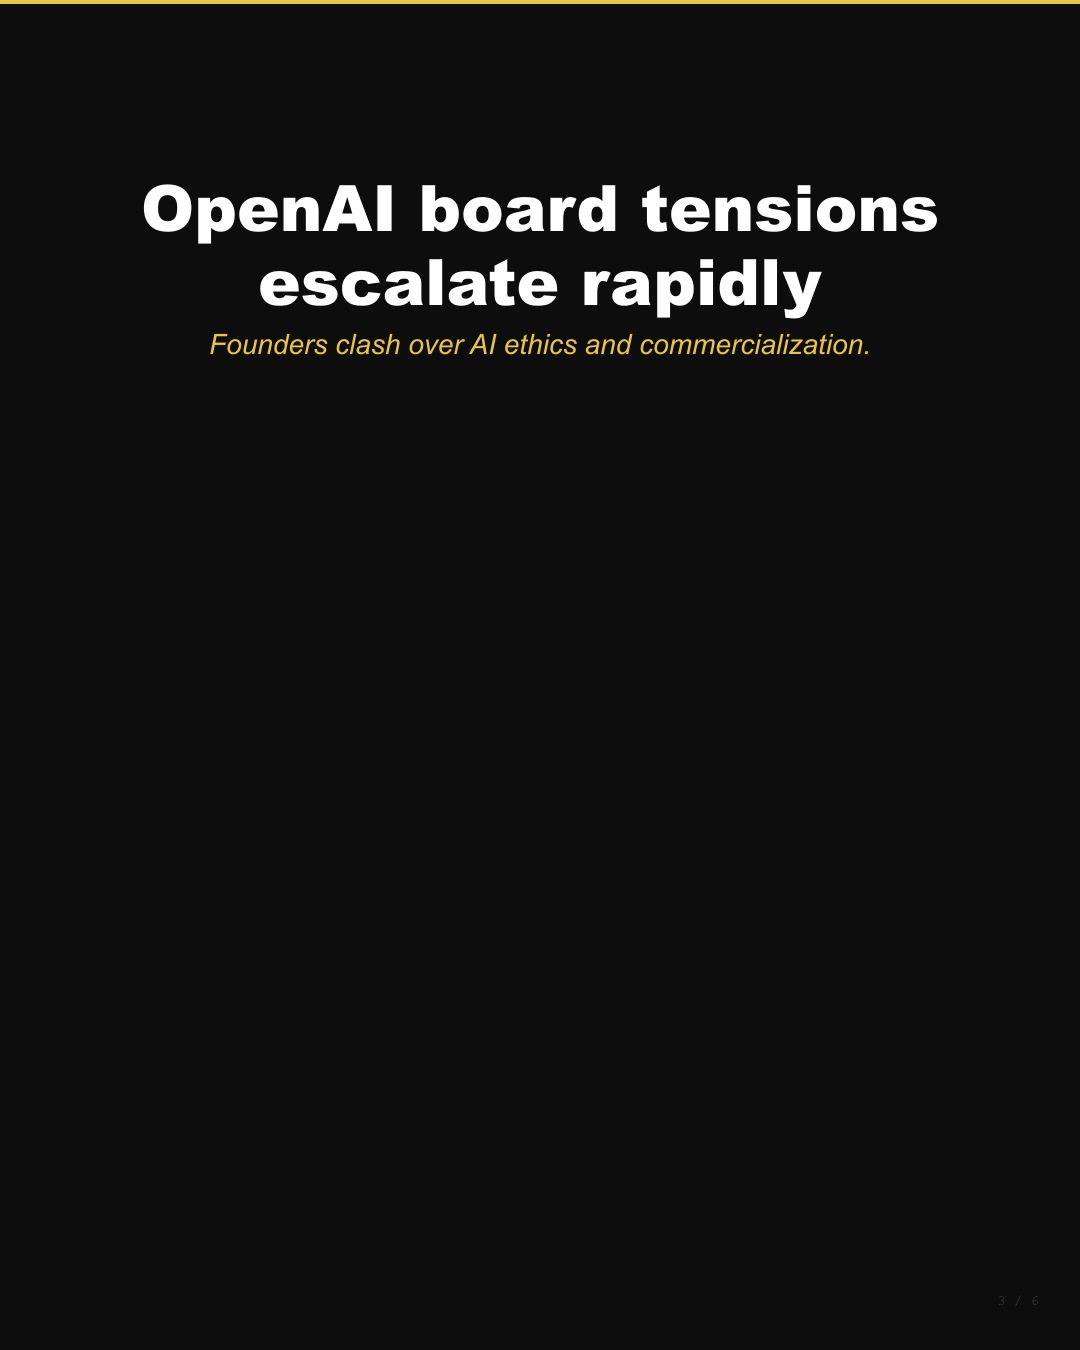 OpenAI board tensions
escalate rapidly
Founders clash over AI ethics and commercialization.
3 / 6